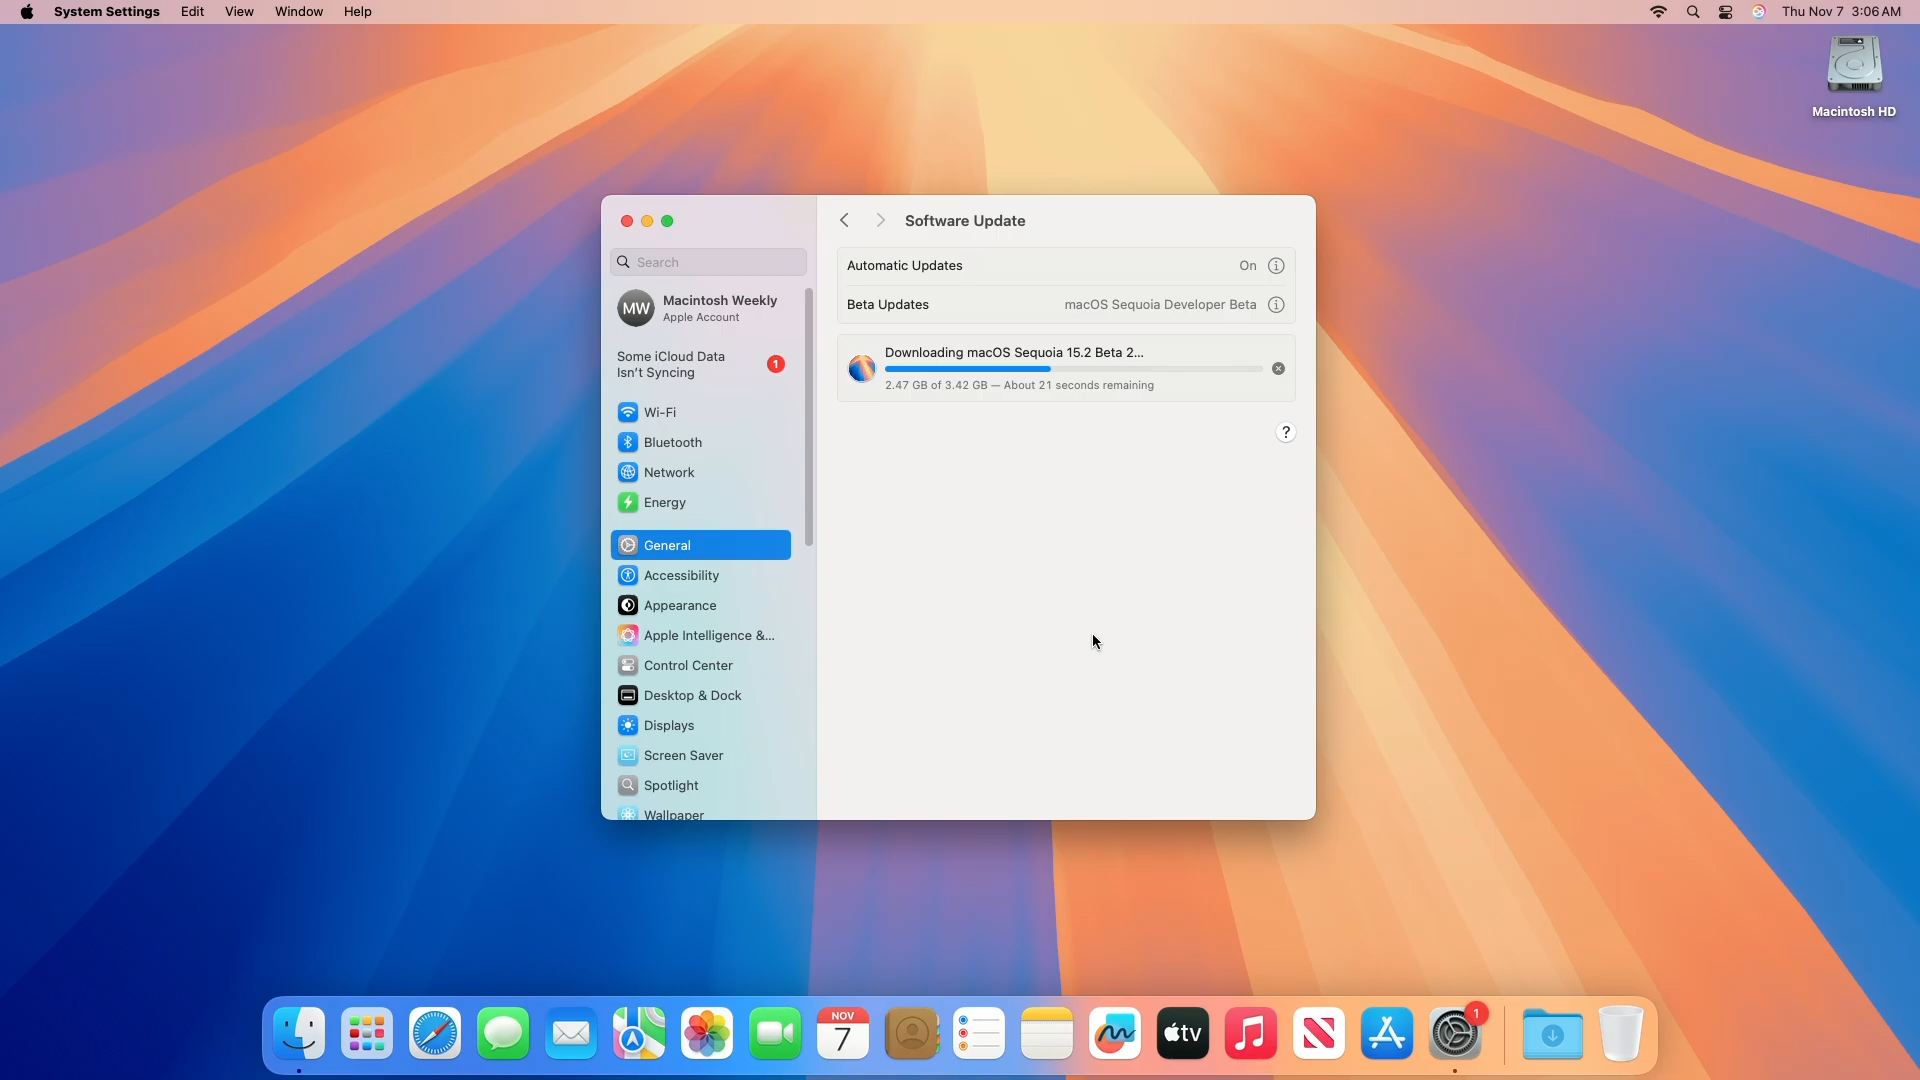 System Settings Edit View Window Help
Thu Nov 7 3:06 AM
Macintosh HD
Software Update
Search
MW
Macintosh Weekly
Apple Account
Some iCloud Data
Isn't Syncing
1
Wi-Fi
Bluetooth
Network
Energy
General
Accessibility
Appearance
Apple Intelligence &...
Control Center
Desktop & Dock
Displays
Screen Saver
Spotlight
Wallpaper
Automatic Updates On
Beta Updates macOS Sequoia Developer Beta
Downloading macOS Sequoia 15.2 Beta 2...
2.47 GB of 3.42 GB — About 21 seconds remaining
?
NOV
7
tv
1